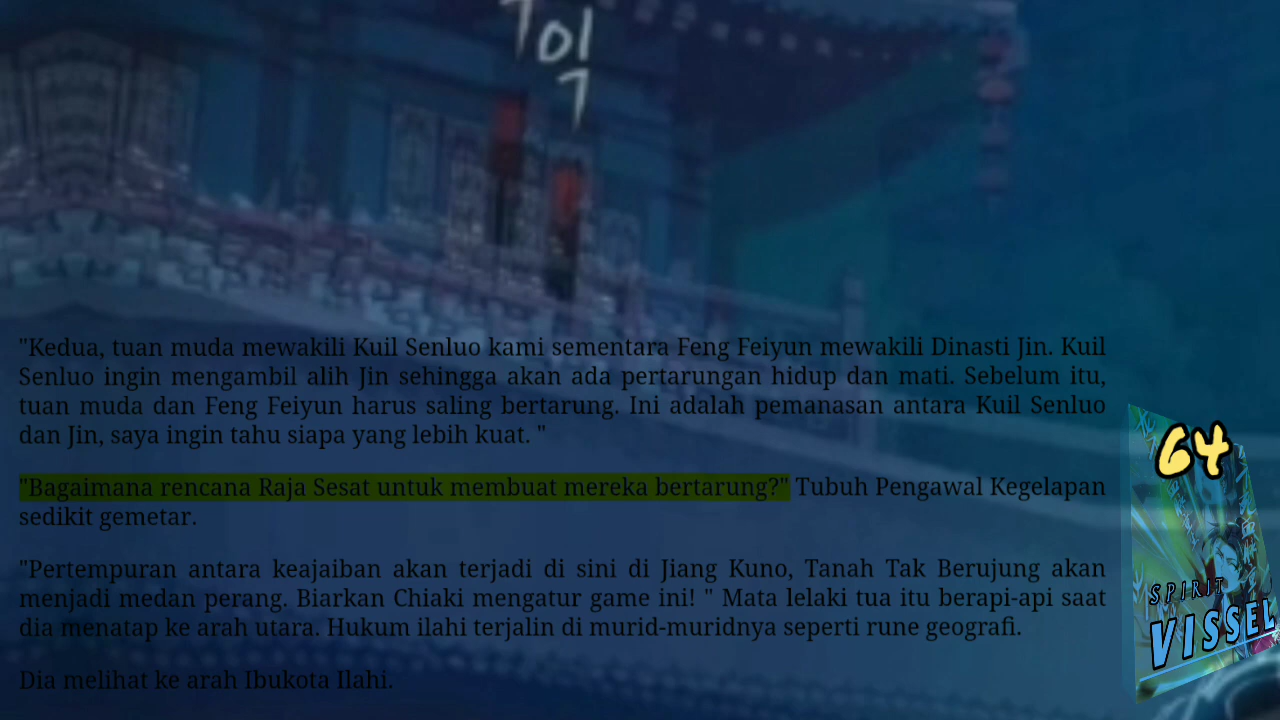 "Kedua, tuan muda mewakili Kuil Senluo kami sementara Feng Feiyun mewakili Dinasti Jin. Kuil
Senluo ingin mengambil alih Jin sehingga akan ada pertarungan hidup dan mati. Sebelum itu,
tuan muda dan Feng Feiyun harus saling bertarung. Ini adalah pemanasan antara Kuil Senluo
dan Jin, saya ingin tahu siapa yang lebih kuat. "
"Bagaimana rencana Raja Sesat untuk membuat mereka bertarung?" Tubuh Pengawal Kegelapan
sedikit gemetar.
"Pertempuran antara keajaiban akan terjadi di sini di Jiang Kuno, Tanah Tak Berujung akan
menjadi medan perang. Biarkan Chiaki mengatur game ini! " Mata lelaki tua itu berapi-api saat
dia menatap ke arah utara. Hukum ilahi terjalin di murid-muridnya seperti rune geografi.
Dia melihat ke arah Ibukota Ilahi.
64
SPIRIT
VISSEL